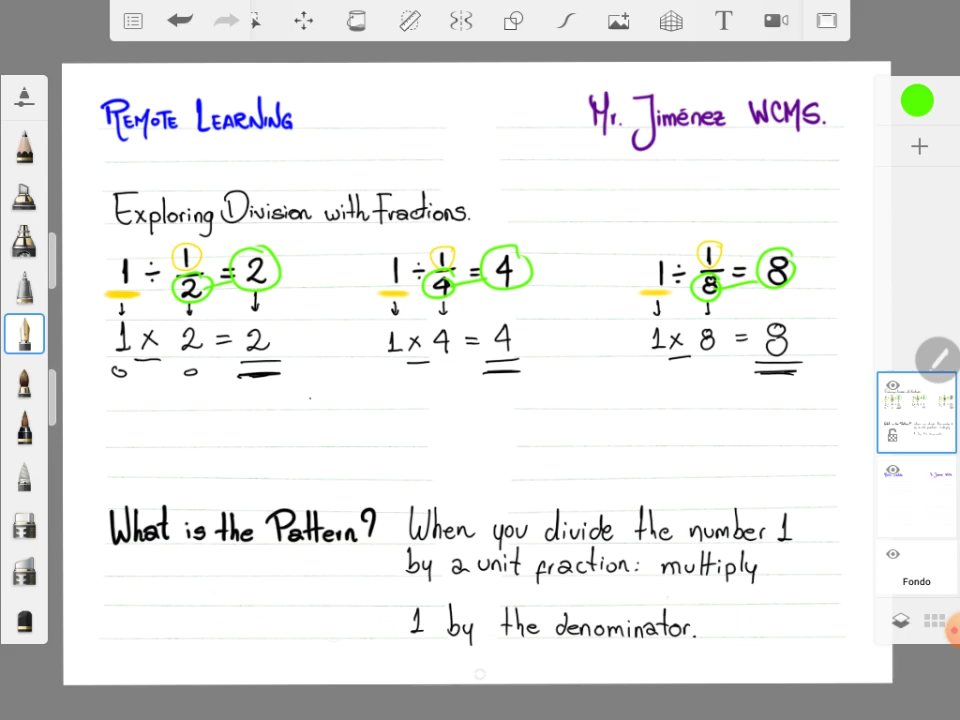 REMOTE LEARNING Mr. Jiménez WCMS.
Exploring Division with Fractions.
1 ÷ 1/2 = 2 1 ÷ 1/4 = 4 1 ÷ 1/8 = 8
1 × 2 = 2 1 × 4 = 4 1 × 8 = 8
What is the Pattern? When you divide the number 1
by a unit fraction: multiply
1 by the denominator.
Fondo